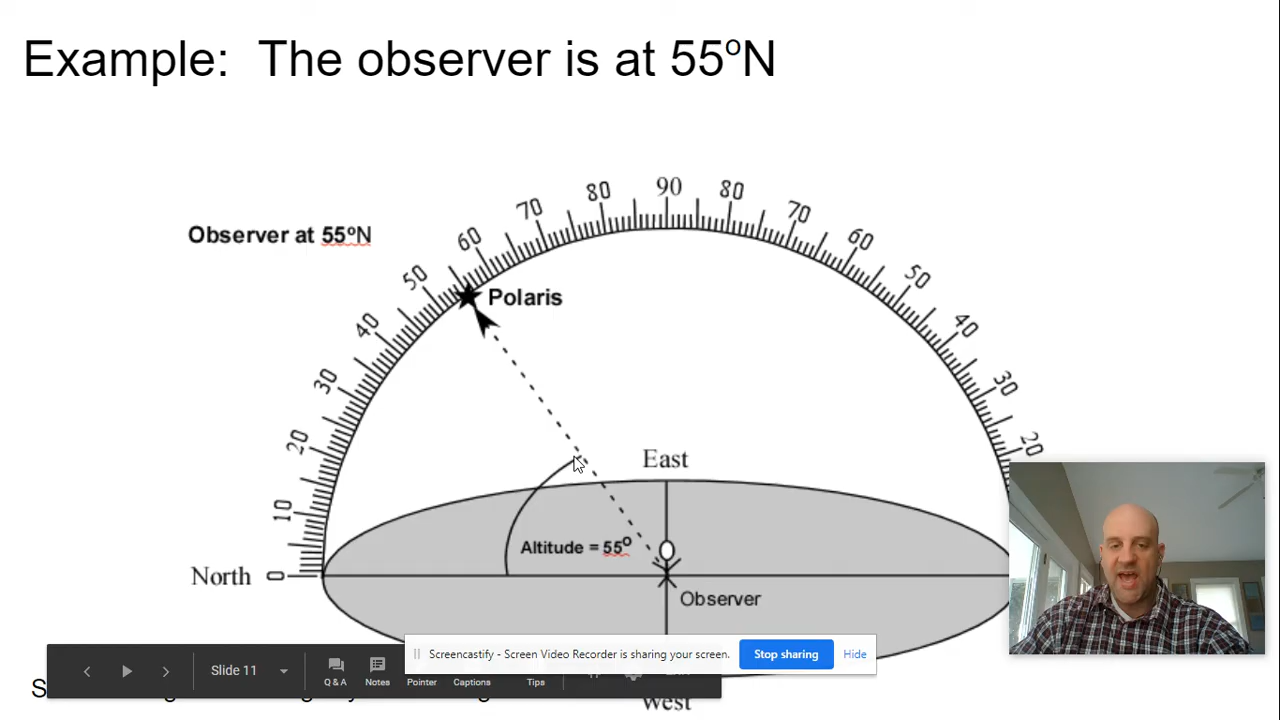 Example: The observer is at 55ºN
90
80
80
70
70
60
60
Observer at 55ºN
50
50
Polaris
40
40
30
30
20
20
East
10
Altitude = 55º
North 0
Observer
Screencastify - Screen Video Recorder is sharing your screen.
Stop sharing
Hide
Slide 11
Q & A
Notes
Pointer
Captions
Tips
West